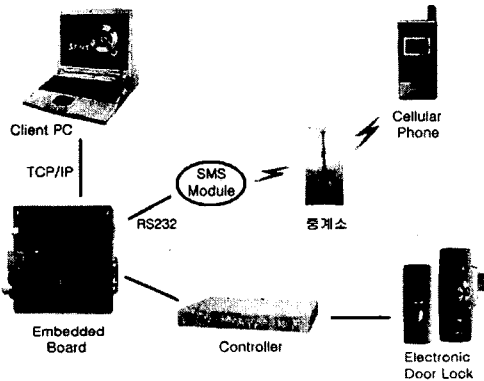 Client PC
Cellular
Phone
TCP/IP
SMS
Module
RS232
중계소
Embedded
Board
Controller
Electronic
Door Lock